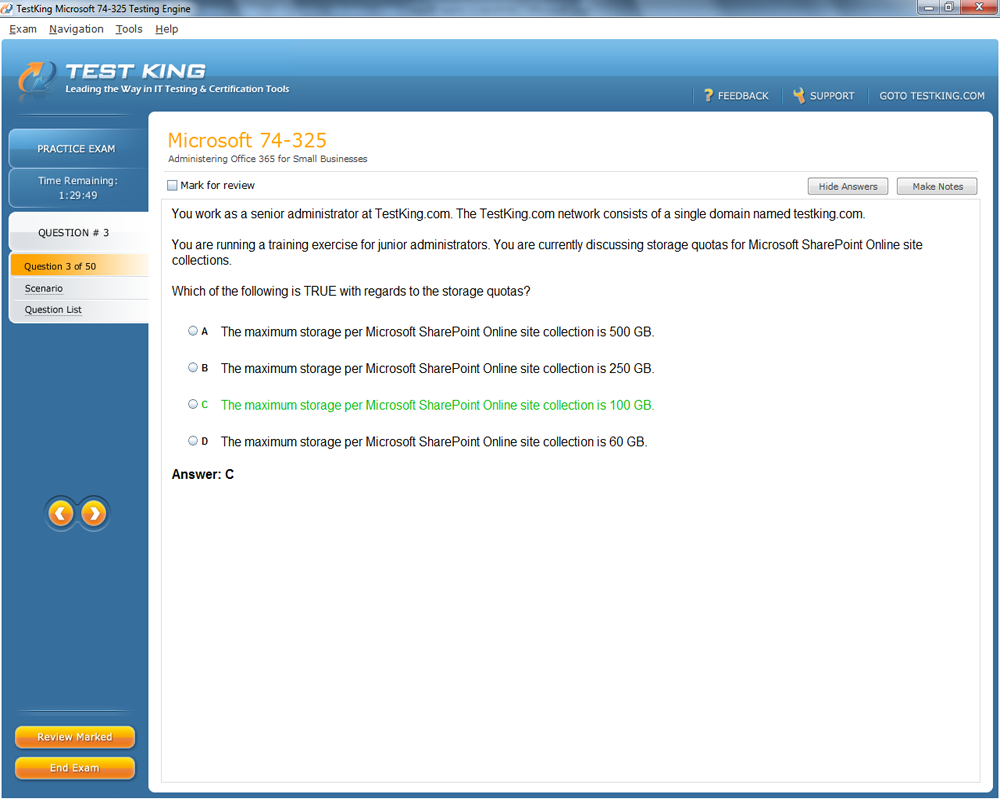 TestKing Microsoft 74-325 Testing Engine
Exam Navigation Tools Help
TEST KING
Leading the Way in IT Testing & Certification Tools
? FEEDBACK SUPPORT GOTO TESTKING.COM
PRACTICE EXAM
Time Remaining:
1:29:49
QUESTION # 3
Question 3 of 50
Scenario
Question List
Review Marked
End Exam
Microsoft 74-325
Administering Office 365 for Small Businesses
Mark for review
Hide Answers Make Notes
You work as a senior administrator at TestKing.com. The TestKing.com network consists of a single domain named testking.com.
You are running a training exercise for junior administrators. You are currently discussing storage quotas for Microsoft SharePoint Online site
collections.
Which of the following is TRUE with regards to the storage quotas?
A The maximum storage per Microsoft SharePoint Online site collection is 500 GB.
B The maximum storage per Microsoft SharePoint Online site collection is 250 GB.
C The maximum storage per Microsoft SharePoint Online site collection is 100 GB.
D The maximum storage per Microsoft SharePoint Online site collection is 60 GB.
Answer: C